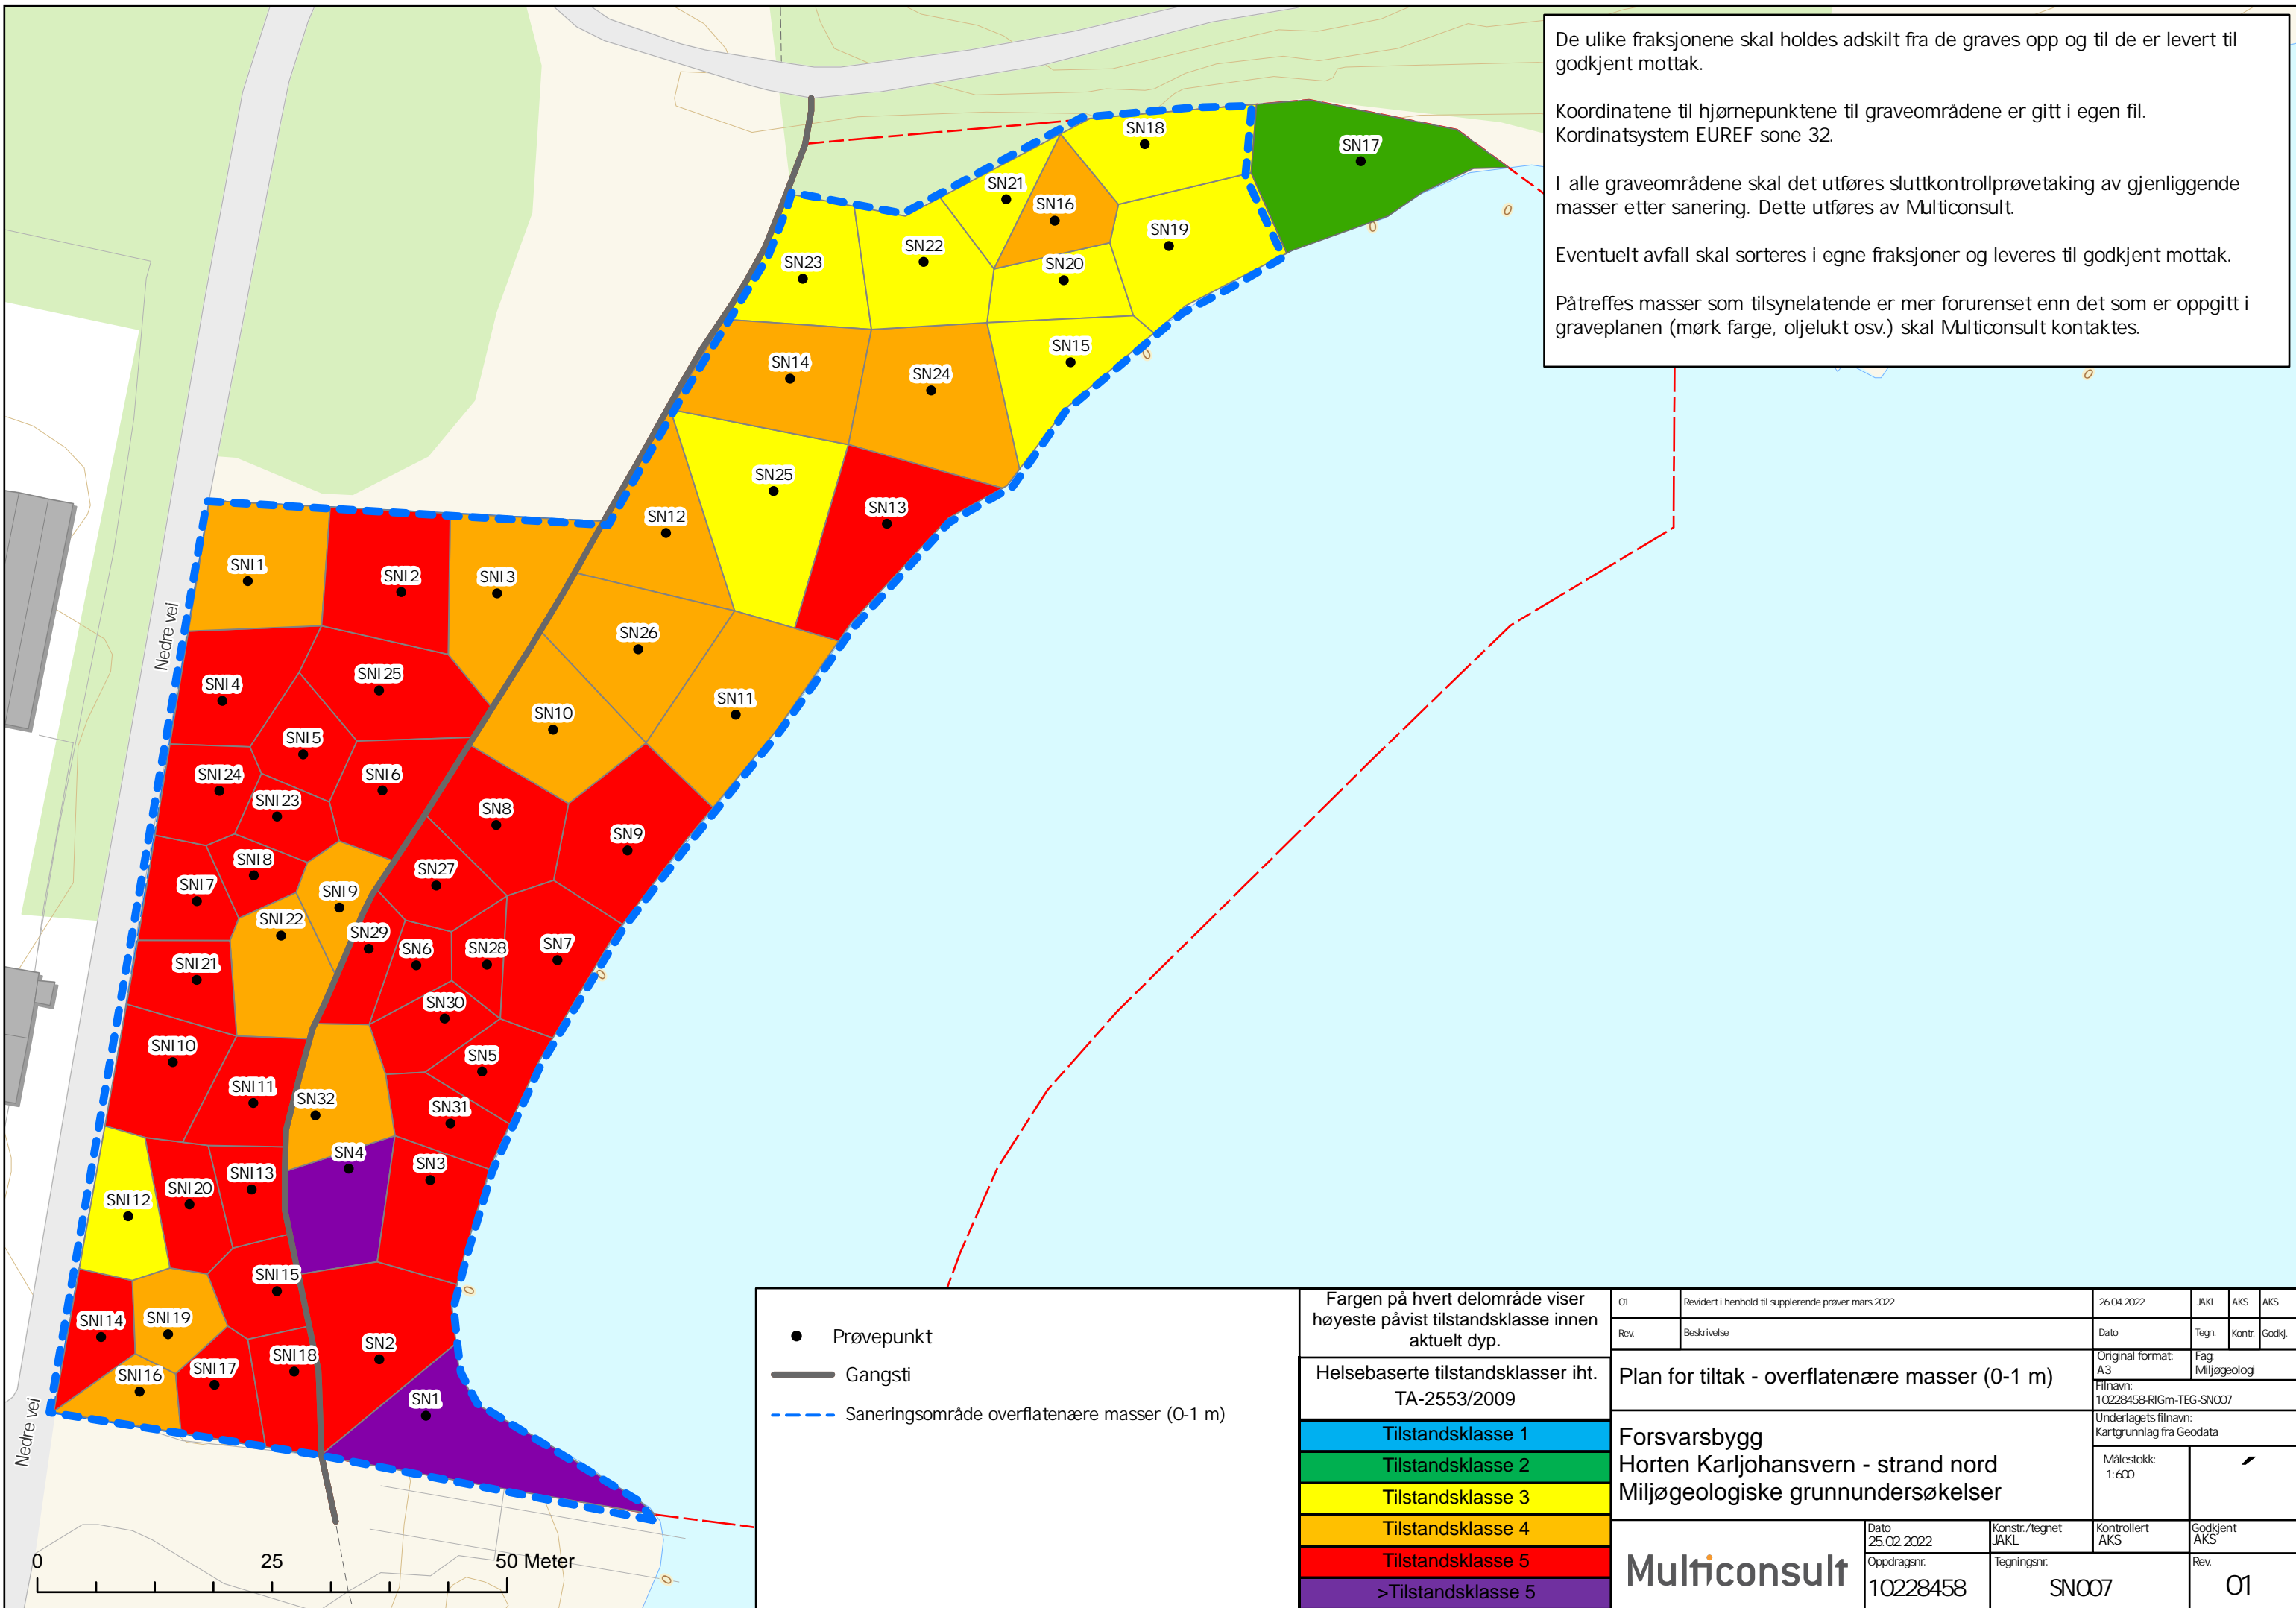 De ulike fraksjonene skal holdes adskilt fra de graves opp og til de er levert til
godkjent mottak.
Koordinatene til hjørnepunktene til graveområdene er gitt i egen fil.
Kordinatsystem EUREF sone 32.
I alle graveområdene skal det utføres sluttkontrollprøvetaking av gjenliggende
masser etter sanering. Dette utføres av Multiconsult.
Eventuelt avfall skal sorteres i egne fraksjoner og leveres til godkjent mottak.
Påtreffes masser som tilsynelatende er mer forurenset enn det som er oppgitt i
graveplanen (mørk farge, oljelukt osv.) skal Multiconsult kontaktes.
SN18
SN17
SN21
SN16
SN19
SN22
SN23
SN20
0
0
0
0
SN15
SN14
SN24
SN25
SN13
SN12
SNI1
SNI2
SNI3
Nedre vei
SN26
SNI4
SNI25
SN11
SN10
SNI5
SNI24
SNI6
SNI23
SN8
SN9
SNI8
SN27
SNI7
SNI9
SNI22
SN29
SN6
SN28
SN7
SNI21
0
SN30
SNI10
SN5
SNI11
SN32
SN31
SN4
SN3
SNI13
SNI20
SNI12
SNI15
0
SNI14
SNI19
SN2
SNI18
SNI17
SNI16
SN1
Nedre vei
0
0 25 50 Meter
Prøvepunkt
Gangsti
Saneringsområde overflatenære masser (0-1 m)
Fargen på hvert delområde viser
høyeste påvist tilstandsklasse innen
aktuelt dyp.
Helsebaserte tilstandsklasser iht.
TA-2553/2009
Tilstandsklasse 1
Tilstandsklasse 2
Tilstandsklasse 3
Tilstandsklasse 4
Tilstandsklasse 5
>Tilstandsklasse 5
01 Revidert i henhold til supplerende prøver mars 2022 26.04.2022 JAKL AKS AKS
Rev. Beskrivelse Dato Tegn. Kontr. Godkj.
Plan for tiltak - overflatenære masser (0-1 m)
Original format:
A3
Fag:
Miljøgeologi
Filnavn:
10228458-RIGm-TEG-SN007
Underlagets filnavn:
Kartgrunnlag fra Geodata
Forsvarsbygg
Horten Karljohansvern - strand nord
Miljøgeologiske grunnundersøkelser
Målestokk:
1:600
Multiconsult
Dato
25.02.2022
Konstr./tegnet
JAKL
Kontrollert
AKS
Godkjent
AKS
Oppdragsnr.
10228458
Tegningsnr.
SN007
Rev.
01